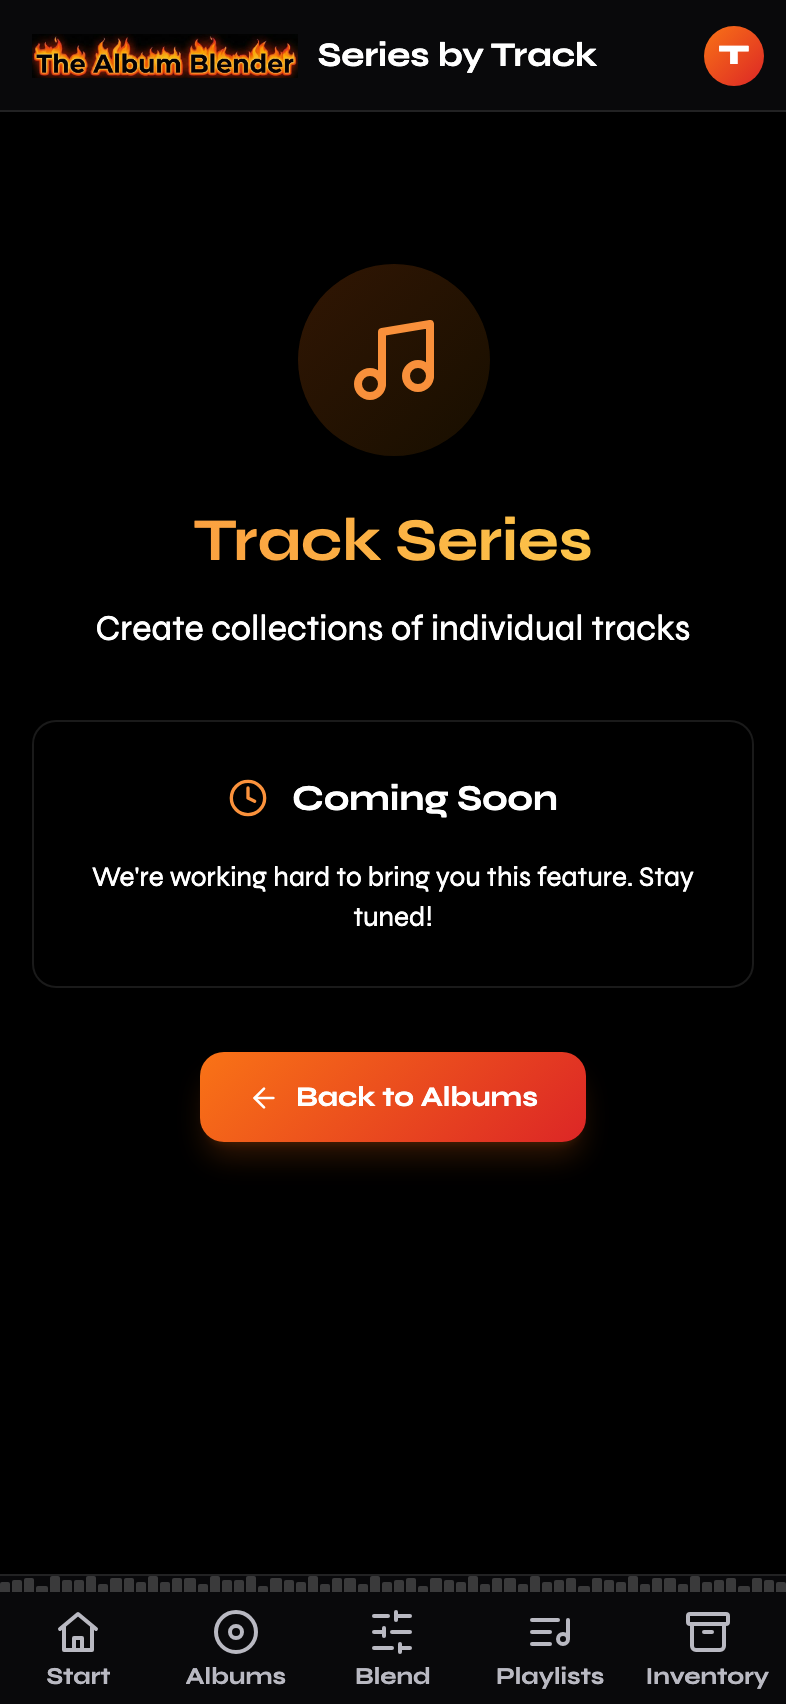 The Album Blender
Series by Track
T
Track Series
Create collections of individual tracks
Coming Soon
We're working hard to bring you this feature. Stay
tuned!
Back to Albums
Start
Albums
Blend
Playlists
Inventory